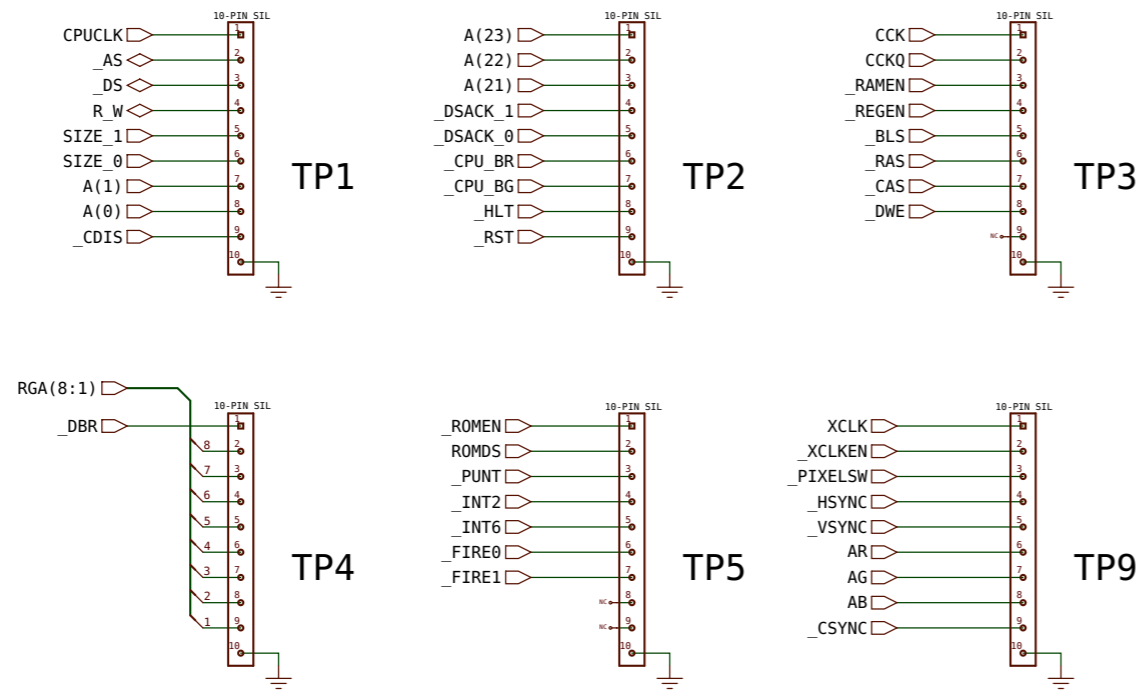 10-PIN SIL
CPUCLK 1
_AS 2
_DS 3
R_W 4
SIZE_1 5
SIZE_0 6
A(1) 7
A(0) 8
_CDIS 9
10
TP1
10-PIN SIL
A(23) 1
A(22) 2
A(21) 3
_DSACK_1 4
_DSACK_0 5
_CPU_BR 6
_CPU_BG 7
_HLT 8
_RST 9
10
TP2
10-PIN SIL
CCK 1
CCKQ 2
_RAMEN 3
_REGEN 4
_BLS 5
_RAS 6
_CAS 7
_DWE 8
NC 9
10
TP3
RGA(8:1)
10-PIN SIL
_DBR 1
8 2
7 3
6 4
5 5
4 6
3 7
2 8
1 9
10
TP4
10-PIN SIL
_ROMEN 1
ROMDS 2
_PUNT 3
_INT2 4
_INT6 5
_FIRE0 6
_FIRE1 7
NC 8
NC 9
10
TP5
10-PIN SIL
XCLK 1
_XCLKEN 2
_PIXELSW 3
_HSYNC 4
_VSYNC 5
AR 6
AG 7
AB 8
_CSYNC 9
10
TP9